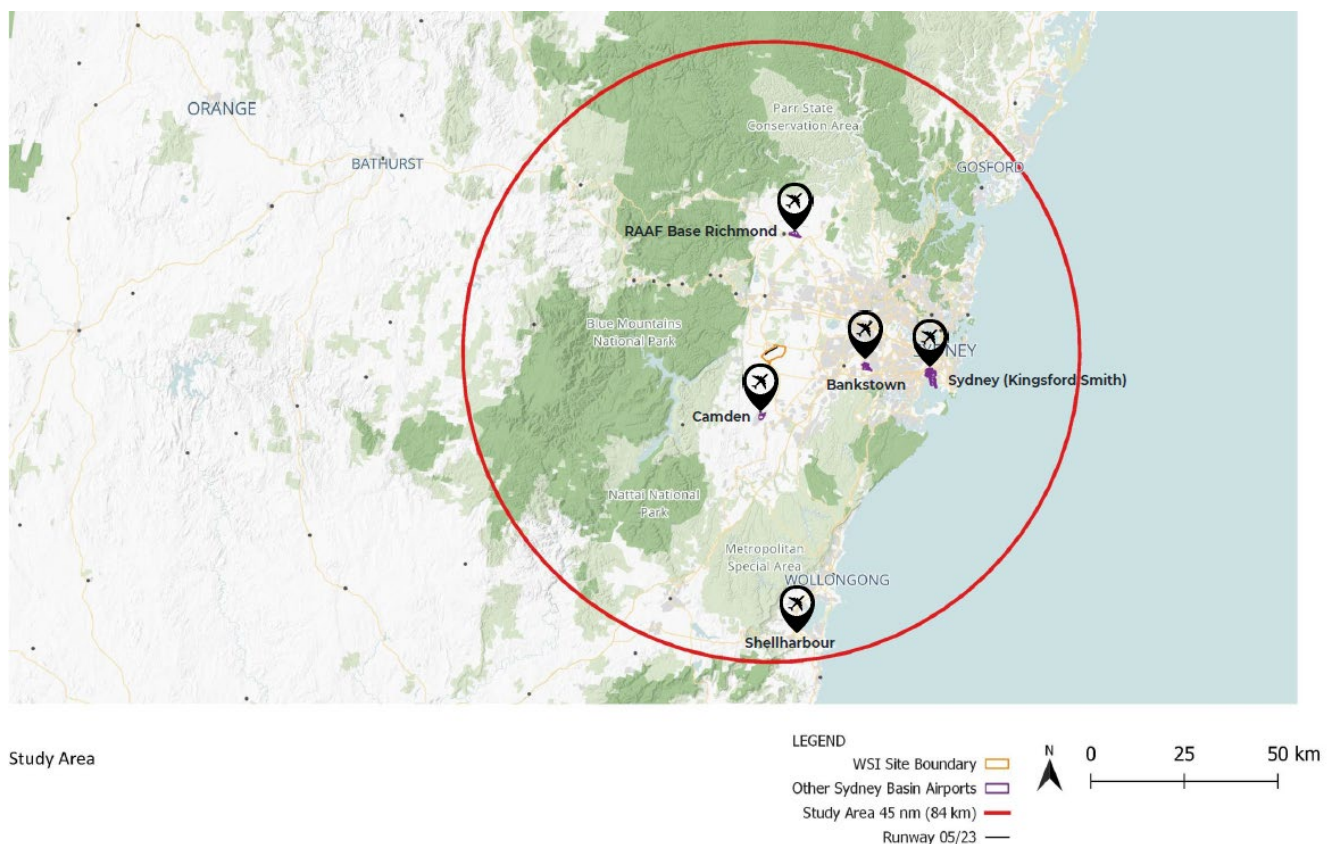 ORANGE
Parr State
Conservation Area
BATHURST
GOSFORD
RAAF Base Richmond
Blue Mountains
National Park
SYDNEY
Bankstown
Sydney (Kingsford Smith)
Camden
Nattai National
Park
Metropolitan
Special Area
WOLLONGONG
Shellharbour
Study Area
LEGEND
WSI Site Boundary
Other Sydney Basin Airports
Study Area 45 nm (84 km)
Runway 05/23
N
0 25 50 km